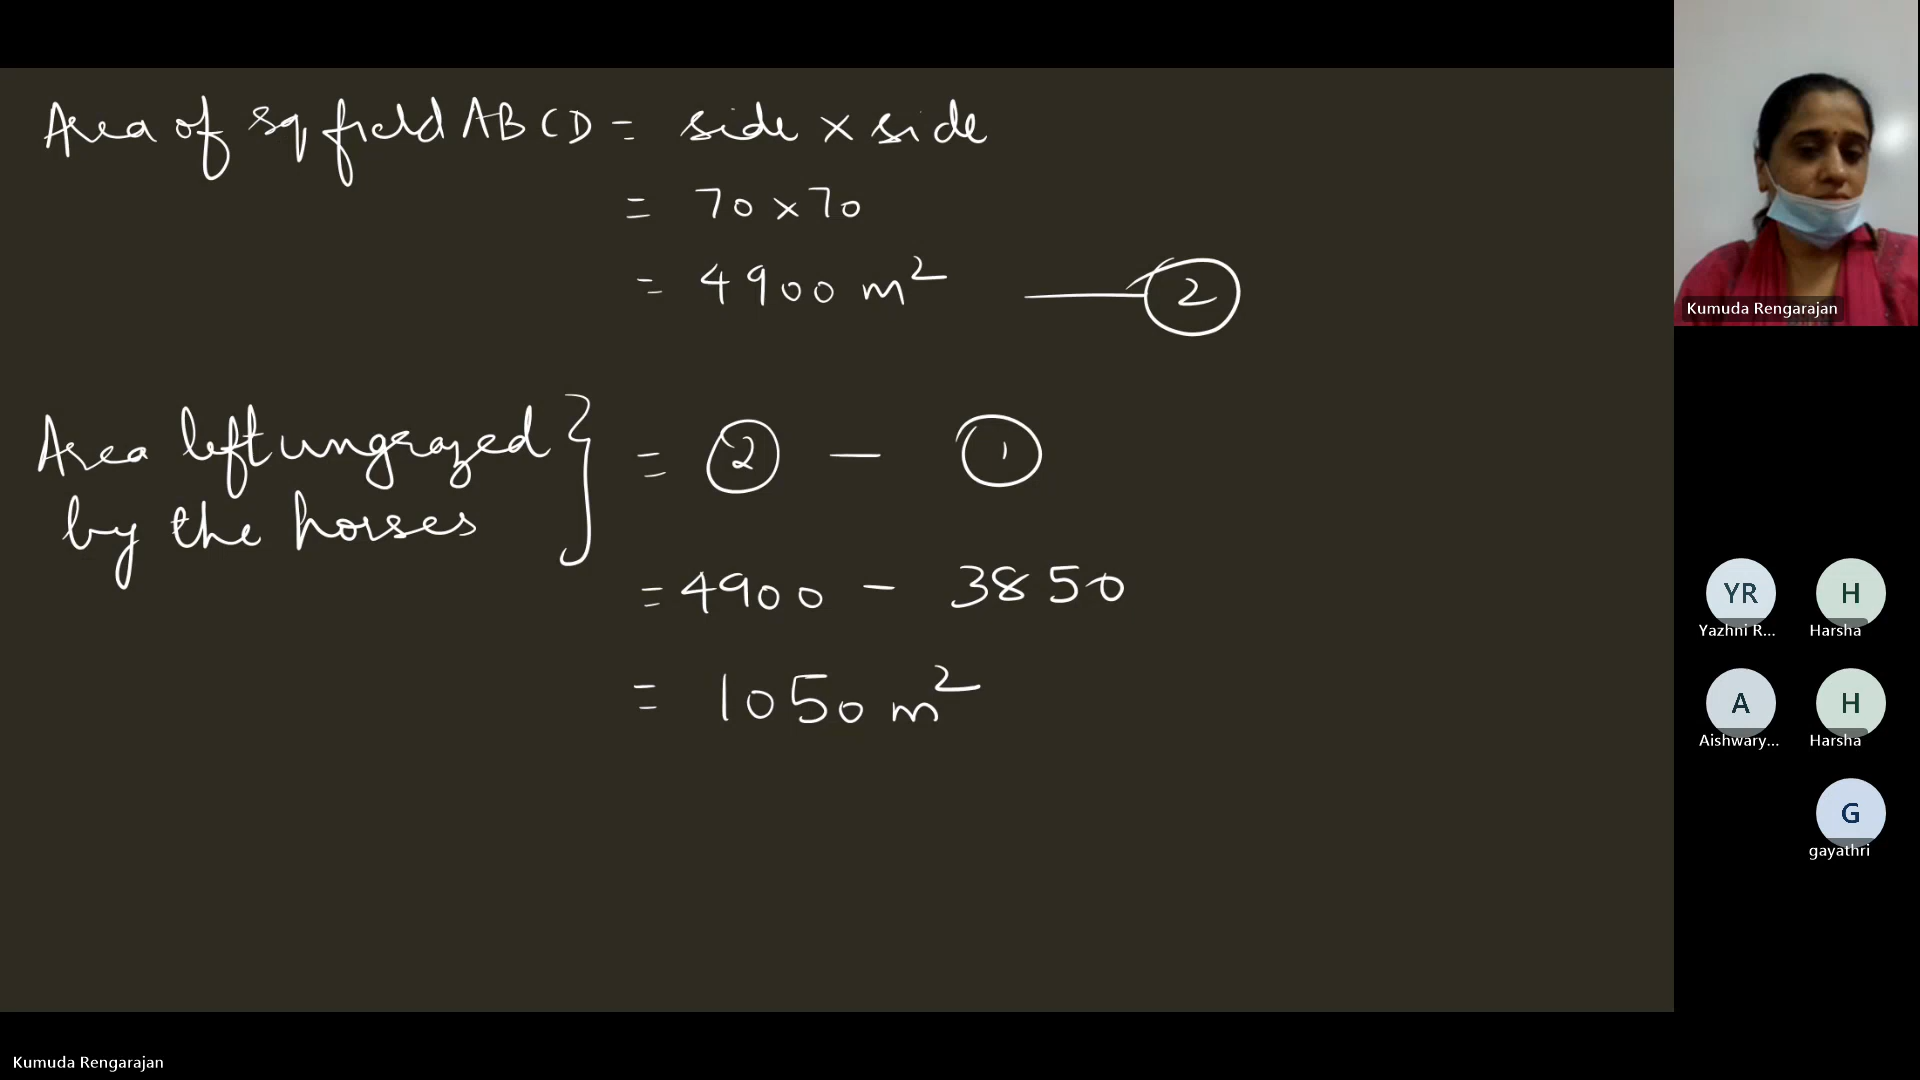 Area of sq field ABCD = side × side
= 70 × 70
= 4900 m² — ②
Area left ungrazed
by the horses } = ② — ①
= 4900 - 3850
= 1050 m²
Kumuda Rengarajan
YR
Yazhni R...
H
Harsha
A
Aishwary...
H
Harsha
G
gayathri
Kumuda Rengarajan